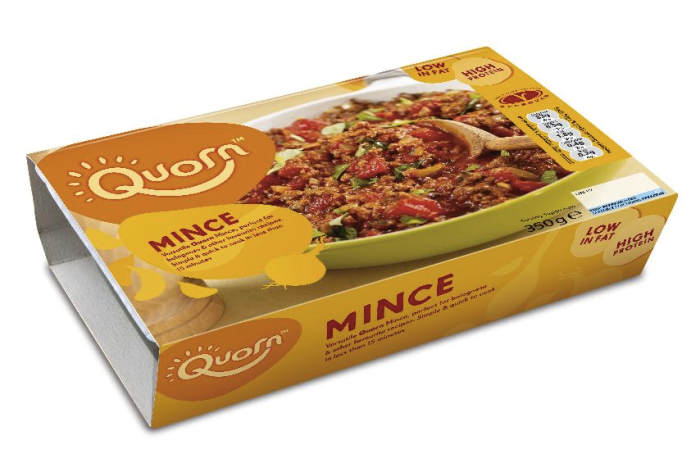 LOW
IN FAT
HIGH
PROTEIN
Quorn™
MINCE
Versatile Quorn Mince, perfect for
bolognese & other favourite recipes.
Simple & quick to cook in less than
15 minutes
350g e
LOW
IN FAT
HIGH
PROTEIN
Quorn™
MINCE
Versatile Quorn Mince, perfect for bolognese
& other favourite recipes. Simple & quick to cook
in less than 15 minutes